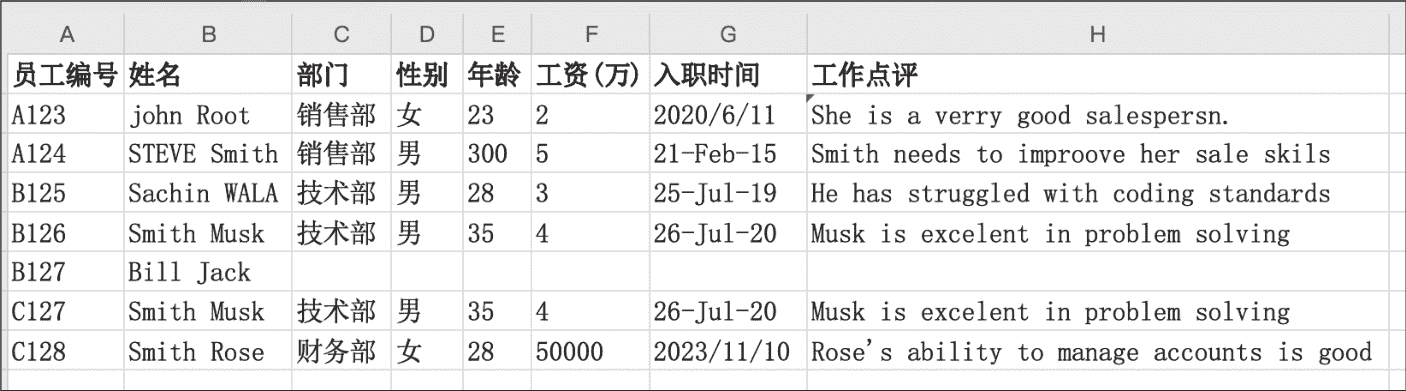 A B C D E F G H
员工编号 姓名 部门 性别 年龄 工资(万) 入职时间 工作点评
A123 john Root 销售部 女 23 2 2020/6/11 She is a verry good salespersn.
A124 STEVE Smith 销售部 男 300 5 21-Feb-15 Smith needs to improove her sale skils
B125 Sachin WALA 技术部 男 28 3 25-Jul-19 He has struggled with coding standards
B126 Smith Musk 技术部 男 35 4 26-Jul-20 Musk is excelent in problem solving
B127 Bill Jack
C127 Smith Musk 技术部 男 35 4 26-Jul-20 Musk is excelent in problem solving
C128 Smith Rose 财务部 女 28 50000 2023/11/10 Rose's ability to manage accounts is good